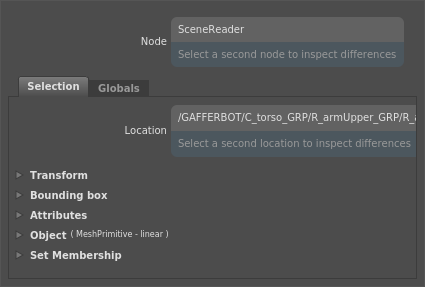 Node SceneReader
Select a second node to inspect differences
Selection Globals
Location /GAFFERBOT/C_torso_GRP/R_armUpper_GRP/R_
Select a second location to inspect differences
Transform
Bounding box
Attributes
Object ( MeshPrimitive - linear )
Set Membership